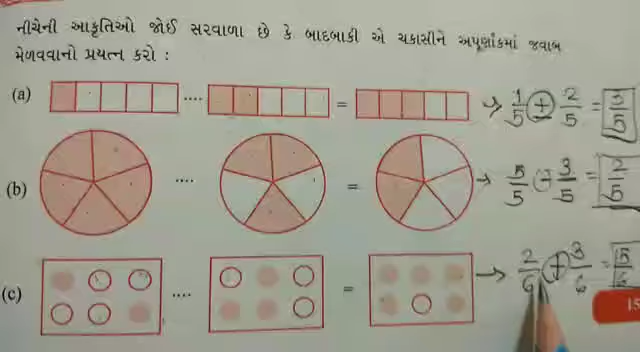 નીચેની આકૃતિઓ જોઈ સરવાળા છે કે બાદબાકી એ ચકાસીને અપૂર્ણાંકમાં જવાબ
મેળવવાનો પ્રયત્ન કરો :
(a) .... = → 1/5 + 2/5 = 3/5
(b) .... = → 5/5 - 3/5 = 2/5
(c) .... = → 2/6 + 3/6 = 5/6
15